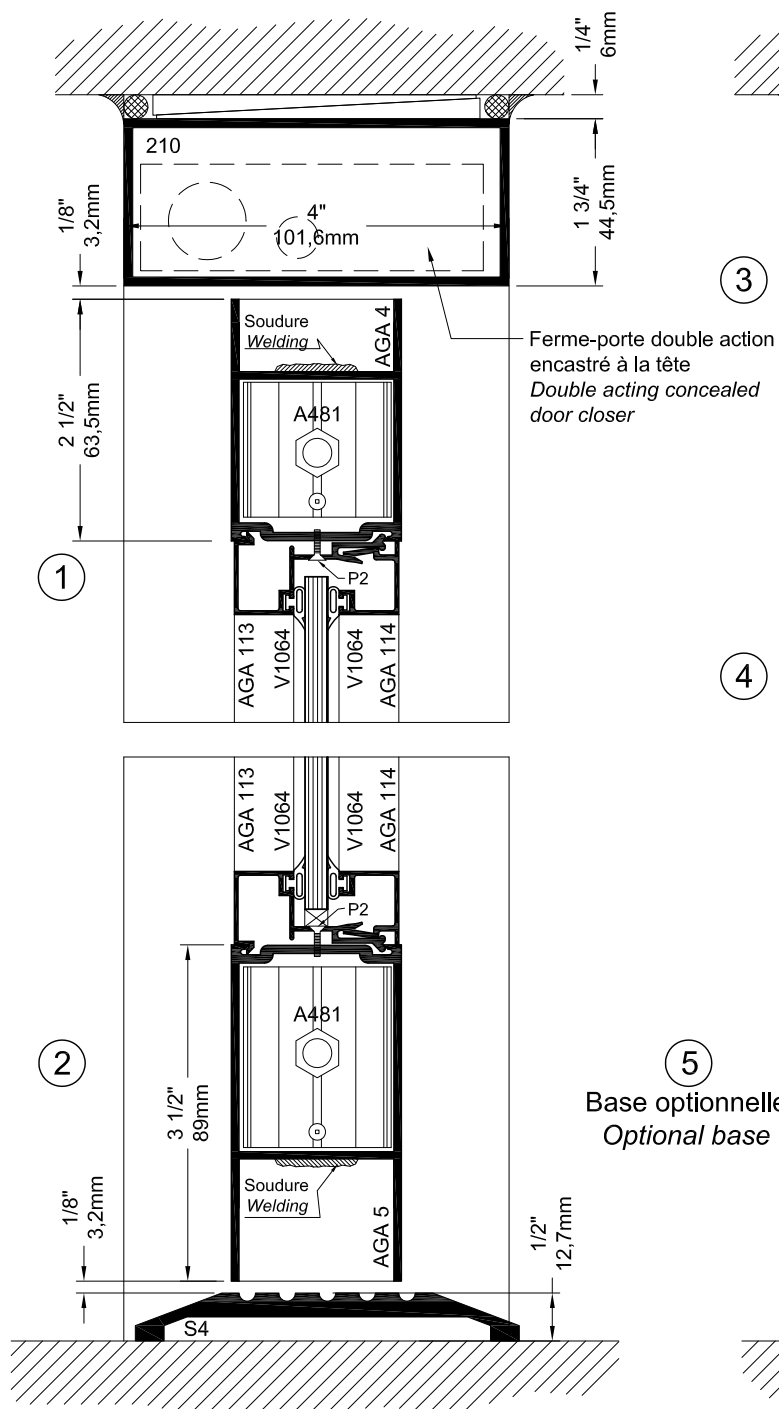 1/4"
6mm
210
4"
101,6mm
1/8"
3,2mm
1 3/4"
44,5mm
3
Soudure
Welding
AGA 4
Ferme-porte double action
encastré à la tête
Double acting concealed
door closer
2 1/2"
63,5mm
A481
1
P2
AGA 113
V1064
V1064
AGA 114
4
AGA 113
V1064
V1064
AGA 114
P2
A481
2
3 1/2"
89mm
5
Base optionnelle
Optional base
Soudure
Welding
AGA 5
1/8"
3,2mm
1/2"
12,7mm
S4